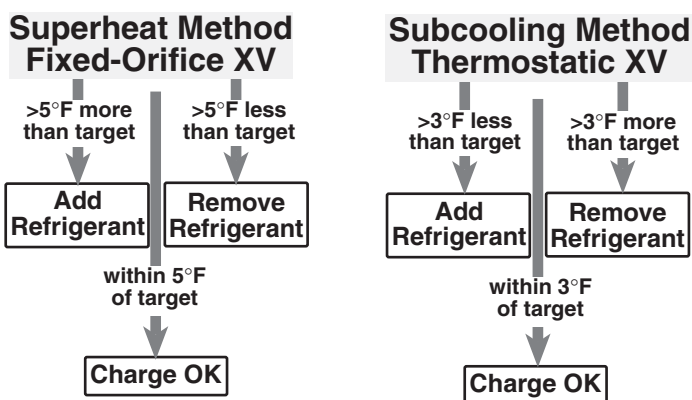 Superheat Method
Fixed-Orifice XV
>5°F more
than target
>5°F less
than target
Add
Refrigerant
Remove
Refrigerant
within 5°F
of target
Charge OK
Subcooling Method
Thermostatic XV
>3°F less
than target
>3°F more
than target
Add
Refrigerant
Remove
Refrigerant
within 3°F
of target
Charge OK